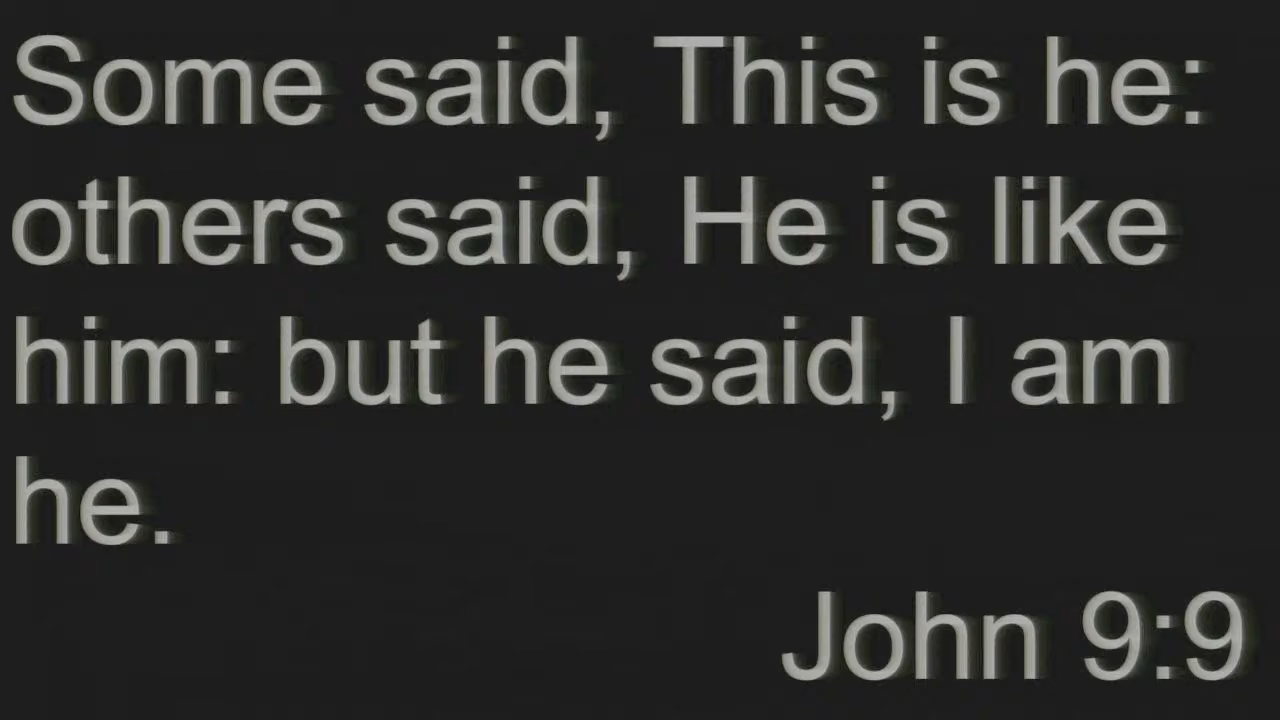 Some said, This is he:
others said, He is like
him: but he said, I am
he.
John 9:9